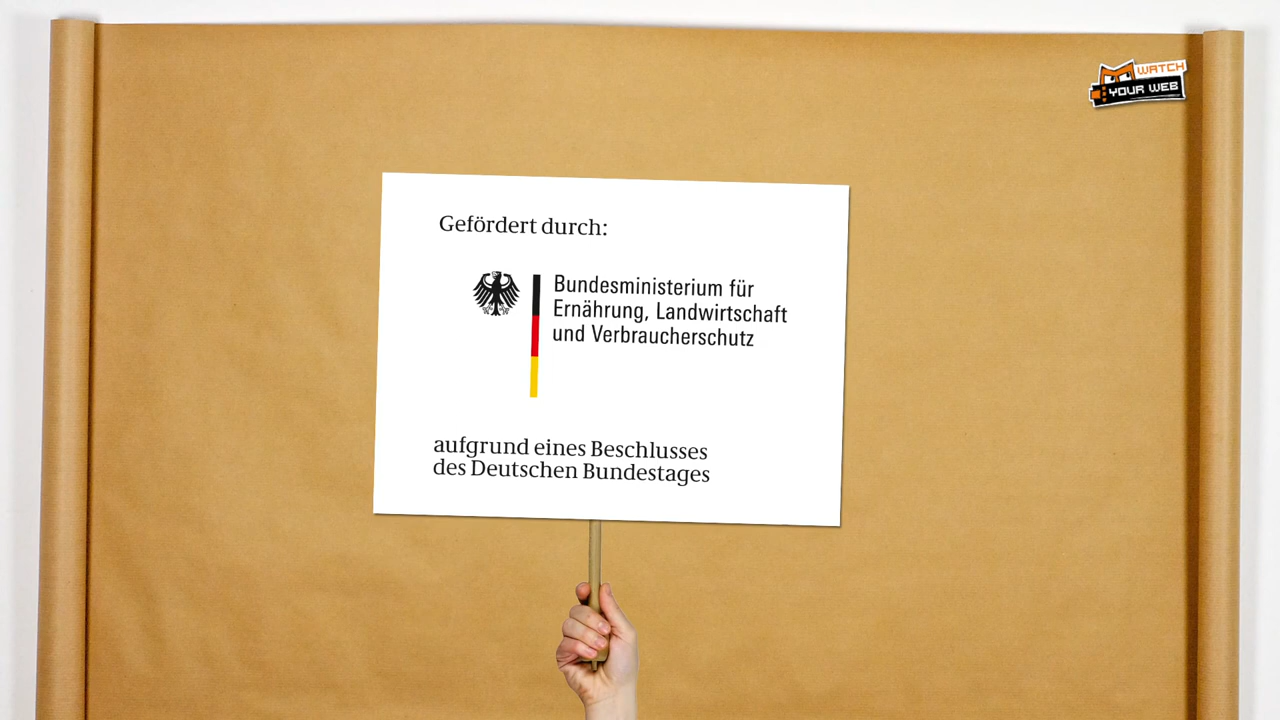 WATCH
YOUR WEB
Gefördert durch:
Bundesministerium für
Ernährung, Landwirtschaft
und Verbraucherschutz
aufgrund eines Beschlusses
des Deutschen Bundestages